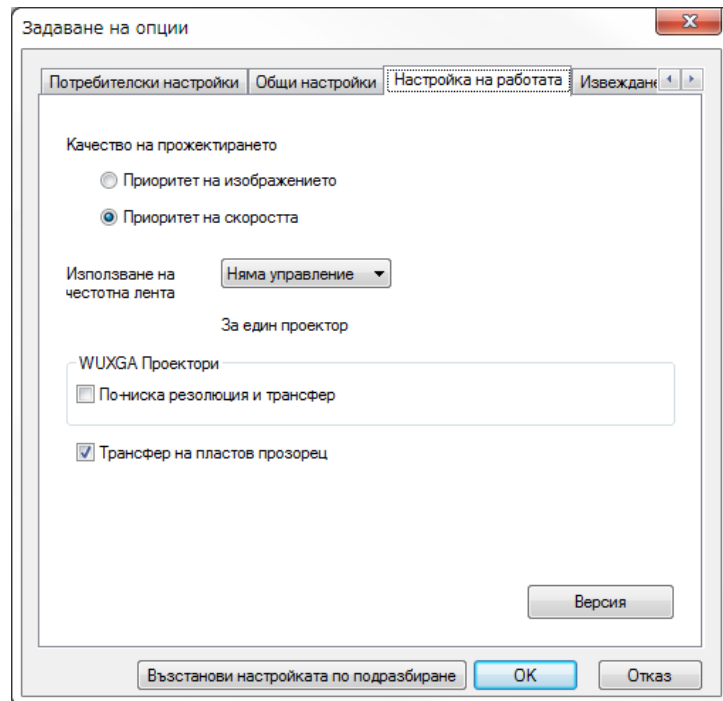 Задаване на опции
Потребителски настройки Общи настройки Настройка на работата Извеждане
Качество на прожектирането
Приоритет на изображението
Приоритет на скоростта
Използване на честотна лента
Няма управление
За един проектор
WUXGA Проектори
По-ниска резолюция и трансфер
Трансфер на пластов прозорец
Версия
Възстанови настройката по подразбиране OK Отказ